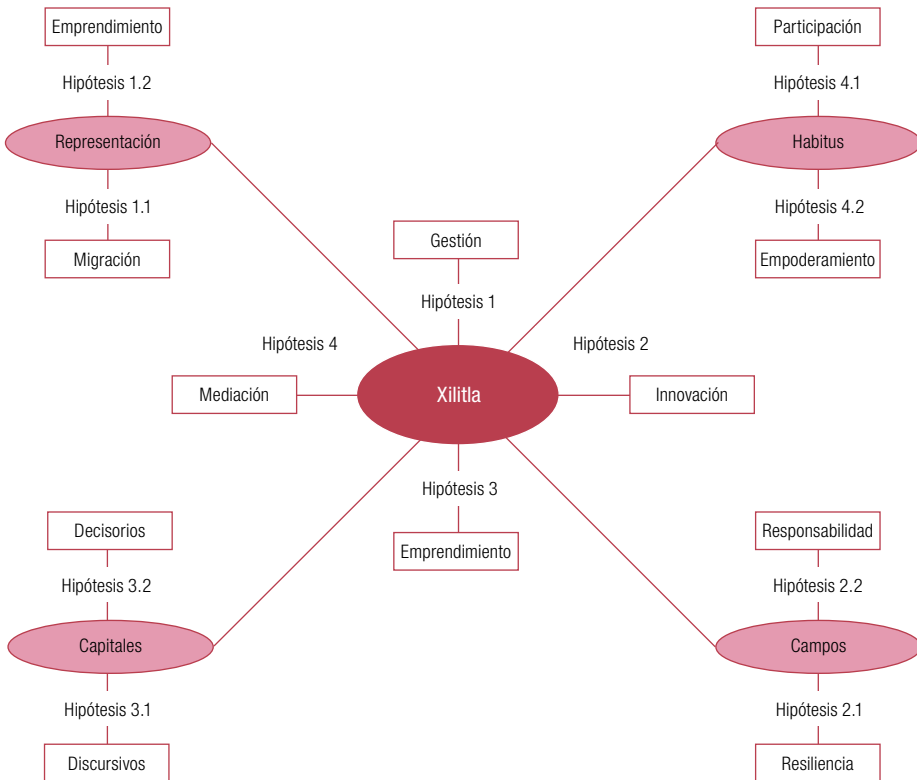 Emprendimiento
Participación
Hipótesis 1.2
Hipótesis 4.1
Representación
Habitus
Hipótesis 1.1
Hipótesis 4.2
Gestión
Migración
Empoderamiento
Hipótesis 1
Hipótesis 4
Hipótesis 2
Mediación
Xilitla
Innovación
Hipótesis 3
Decisorios
Emprendimiento
Responsabilidad
Hipótesis 3.2
Hipótesis 2.2
Capitales
Campos
Hipótesis 3.1
Hipótesis 2.1
Discursivos
Resiliencia